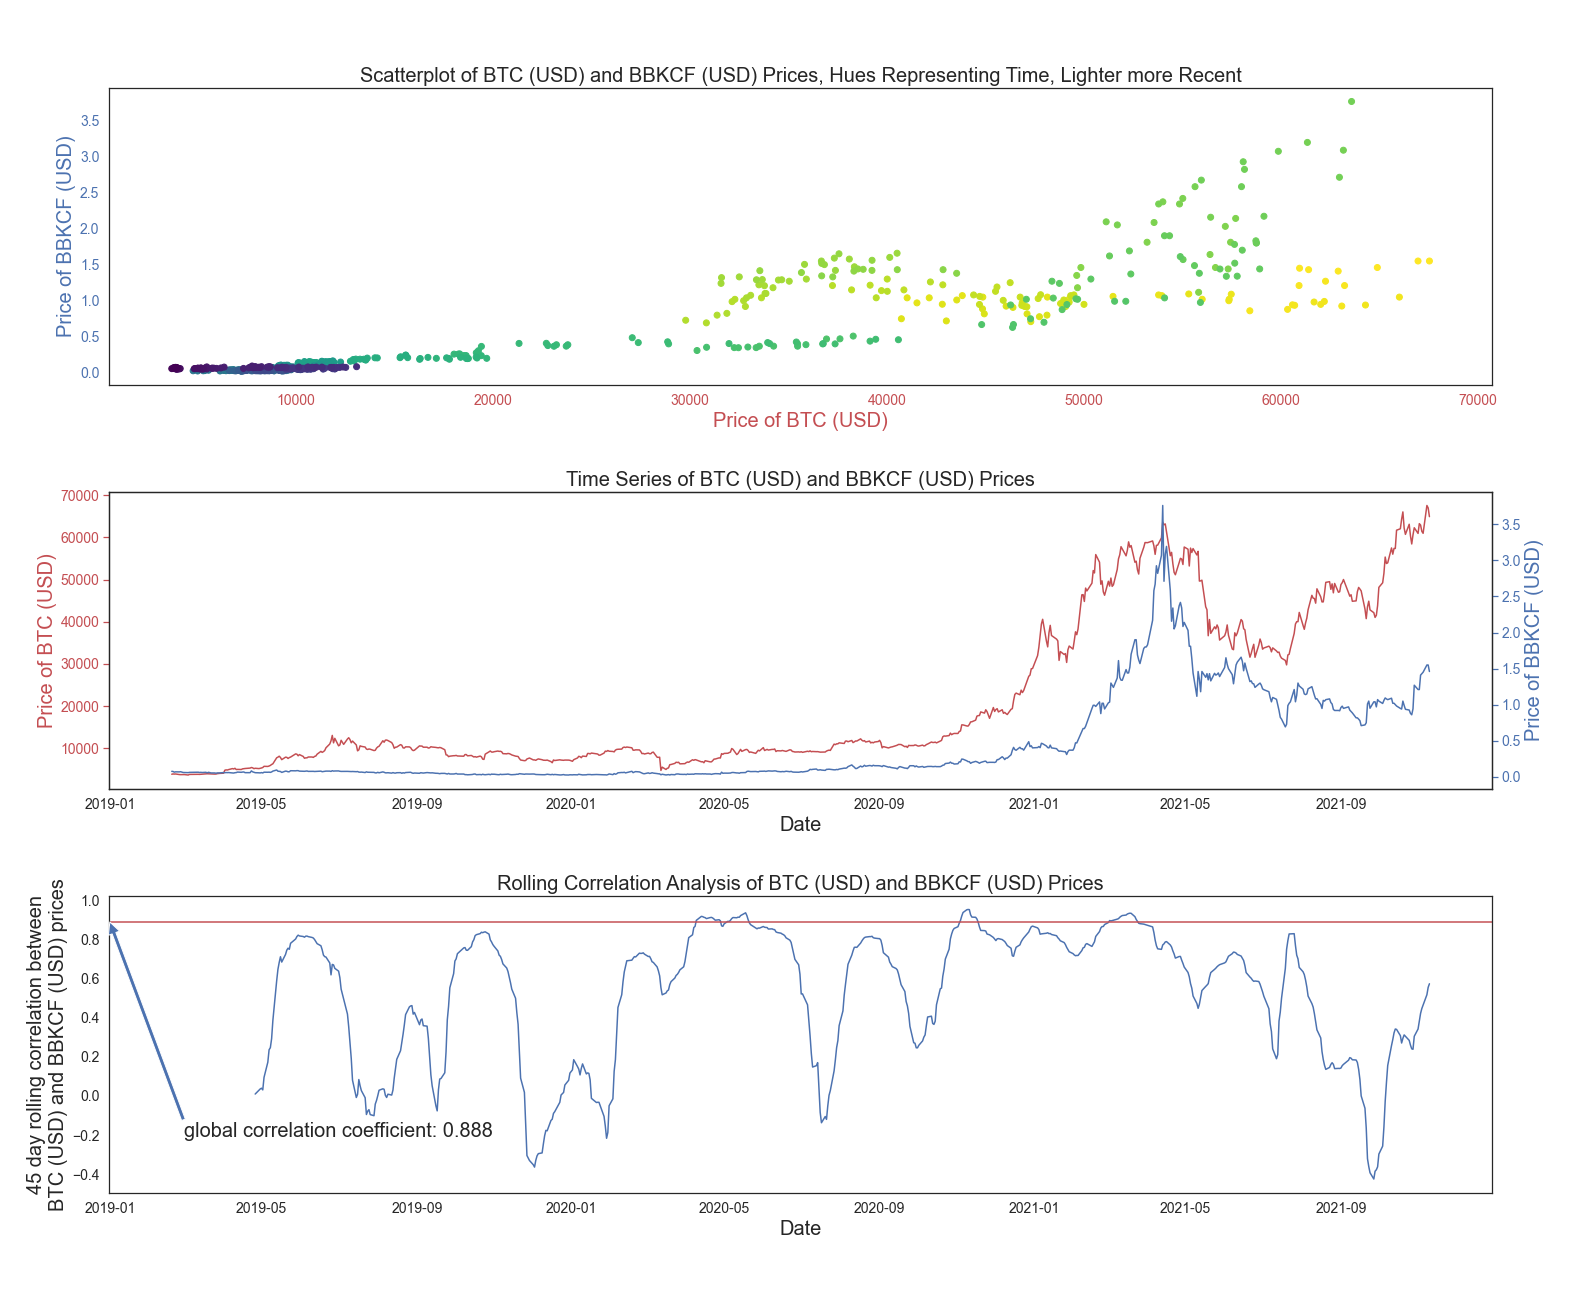 Scatterplot of BTC (USD) and BBKCF (USD) Prices, Hues Representing Time, Lighter more Recent
Price of BBKCF (USD)
3.5
3.0
2.5
2.0
1.5
1.0
0.5
0.0
10000 20000 30000 40000 50000 60000 70000
Price of BTC (USD)
Time Series of BTC (USD) and BBKCF (USD) Prices
Price of BTC (USD)
70000
60000
50000
40000
30000
20000
10000
3.5
3.0
2.5
2.0
1.5
1.0
0.5
0.0
Price of BBKCF (USD)
2019-01 2019-05 2019-09 2020-01 2020-05 2020-09 2021-01 2021-05 2021-09
Date
Rolling Correlation Analysis of BTC (USD) and BBKCF (USD) Prices
45 day rolling correlation between
BTC (USD) and BBKCF (USD) prices
1.0
0.8
0.6
0.4
0.2
0.0
−0.2
−0.4
global correlation coefficient: 0.888
2019-01 2019-05 2019-09 2020-01 2020-05 2020-09 2021-01 2021-05 2021-09
Date